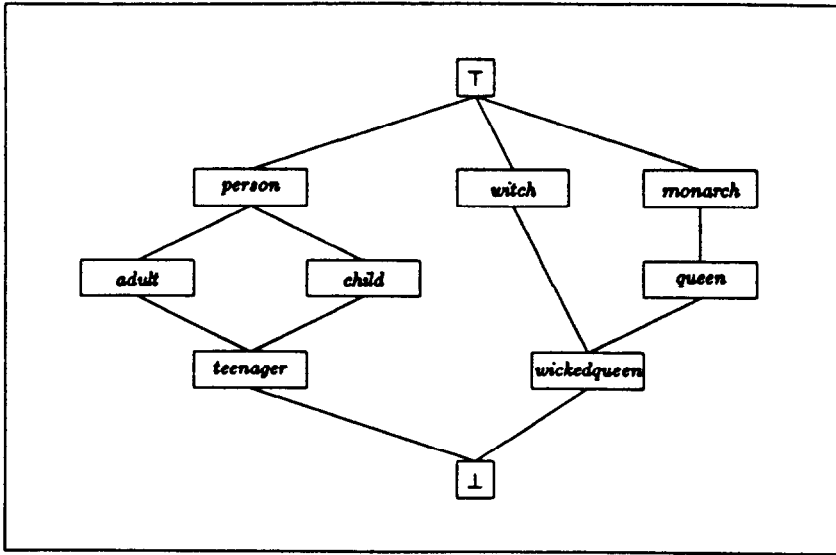 ⊤
person witch monarch
adult child queen
teenager wickedqueen
⊥